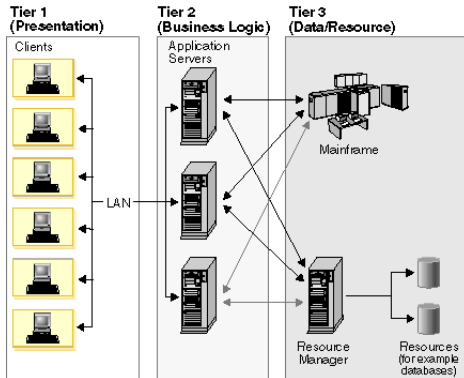 Tier 1
(Presentation)
Tier 2
(Business Logic)
Tier 3
(Data/Resource)
Clients
Application
Servers
LAN
Mainframe
Resource
Manager
Resources
(for example
databases)